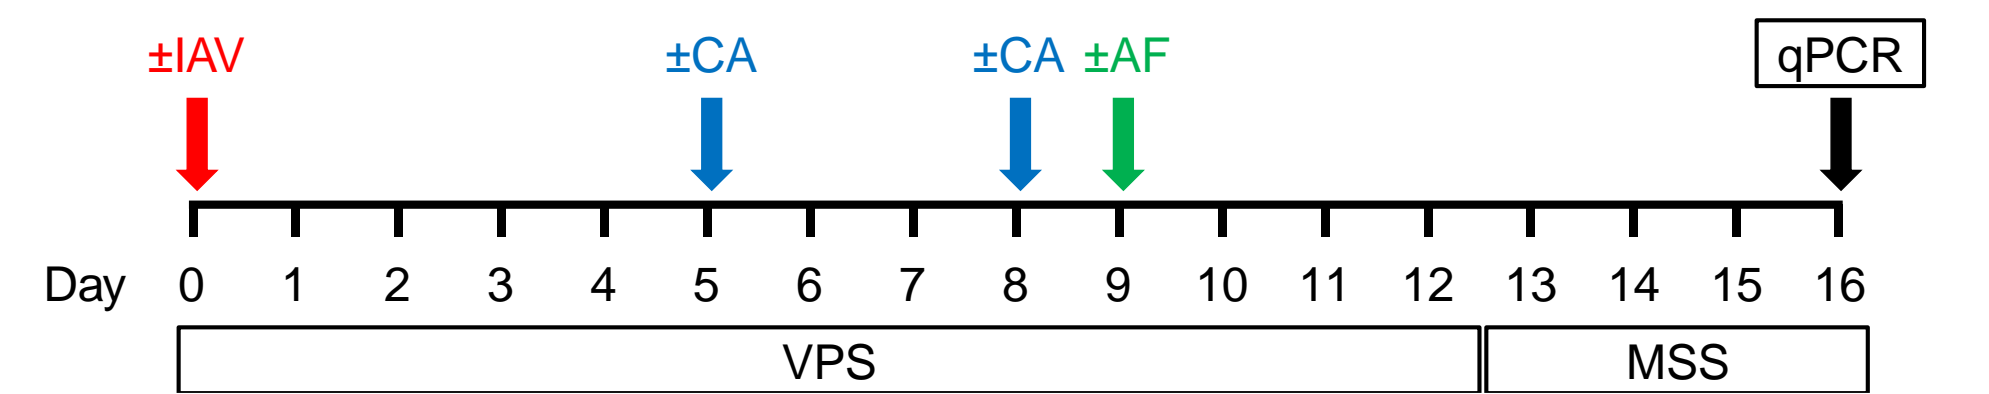 ±IAV ±CA ±CA ±AF qPCR
Day 0 1 2 3 4 5 6 7 8 9 10 11 12 13 14 15 16
VPS MSS